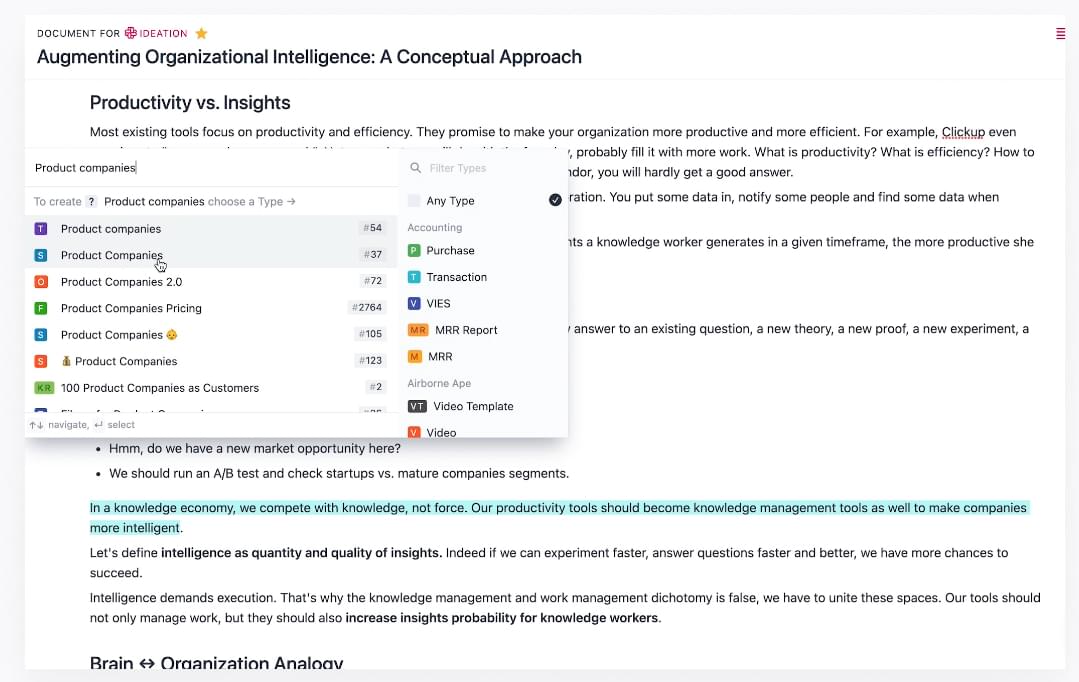 DOCUMENT FOR IDEATION
Augmenting Organizational Intelligence: A Conceptual Approach
Productivity vs. Insights
Most existing tools focus on productivity and efficiency. They promise to make your organization more productive and more efficient. For example, Clickup even
, probably fill it with more work. What is productivity? What is efficiency? How to
ndor, you will hardly get a good answer.
ration. You put some data in, notify some people and find some data when
nts a knowledge worker generates in a given timeframe, the more productive she
answer to an existing question, a new theory, a new proof, a new experiment, a
Product companies
To create ? Product companies choose a Type →
T Product companies #54
S Product Companies #37
O Product Companies 2.0 #72
F Product Companies Pricing #2764
S Product Companies 👴 #105
S 💰 Product Companies #123
KR 100 Product Companies as Customers #2
↑↓ navigate, ↵ select
Filter Types
Any Type
Accounting
P Purchase
T Transaction
V VIES
MR MRR Report
M MRR
Airborne Ape
VT Video Template
V Video
• Hmm, do we have a new market opportunity here?
• We should run an A/B test and check startups vs. mature companies segments.
In a knowledge economy, we compete with knowledge, not force. Our productivity tools should become knowledge management tools as well to make companies
more intelligent.
Let's define intelligence as quantity and quality of insights. Indeed if we can experiment faster, answer questions faster and better, we have more chances to
succeed.
Intelligence demands execution. That's why the knowledge management and work management dichotomy is false, we have to unite these spaces. Our tools should
not only manage work, but they should also increase insights probability for knowledge workers.
Brain ↔ Organization Analogy